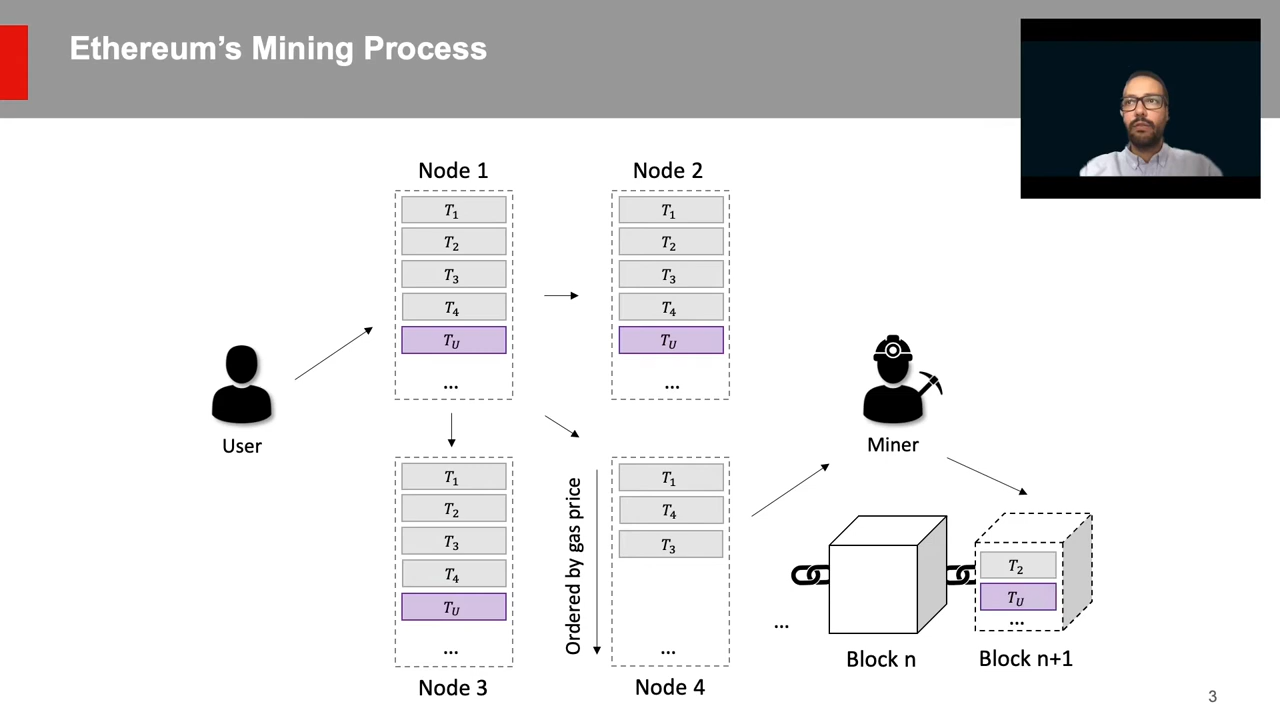 Ethereum's Mining Process
Node 1
T1
T2
T3
T4
TU
...
Node 2
T1
T2
T3
T4
TU
...
User
Miner
Node 3
T1
T2
T3
T4
TU
...
Ordered by gas price
Node 4
T1
T4
T3
...
...
Block n
T2
TU
...
Block n+1
3